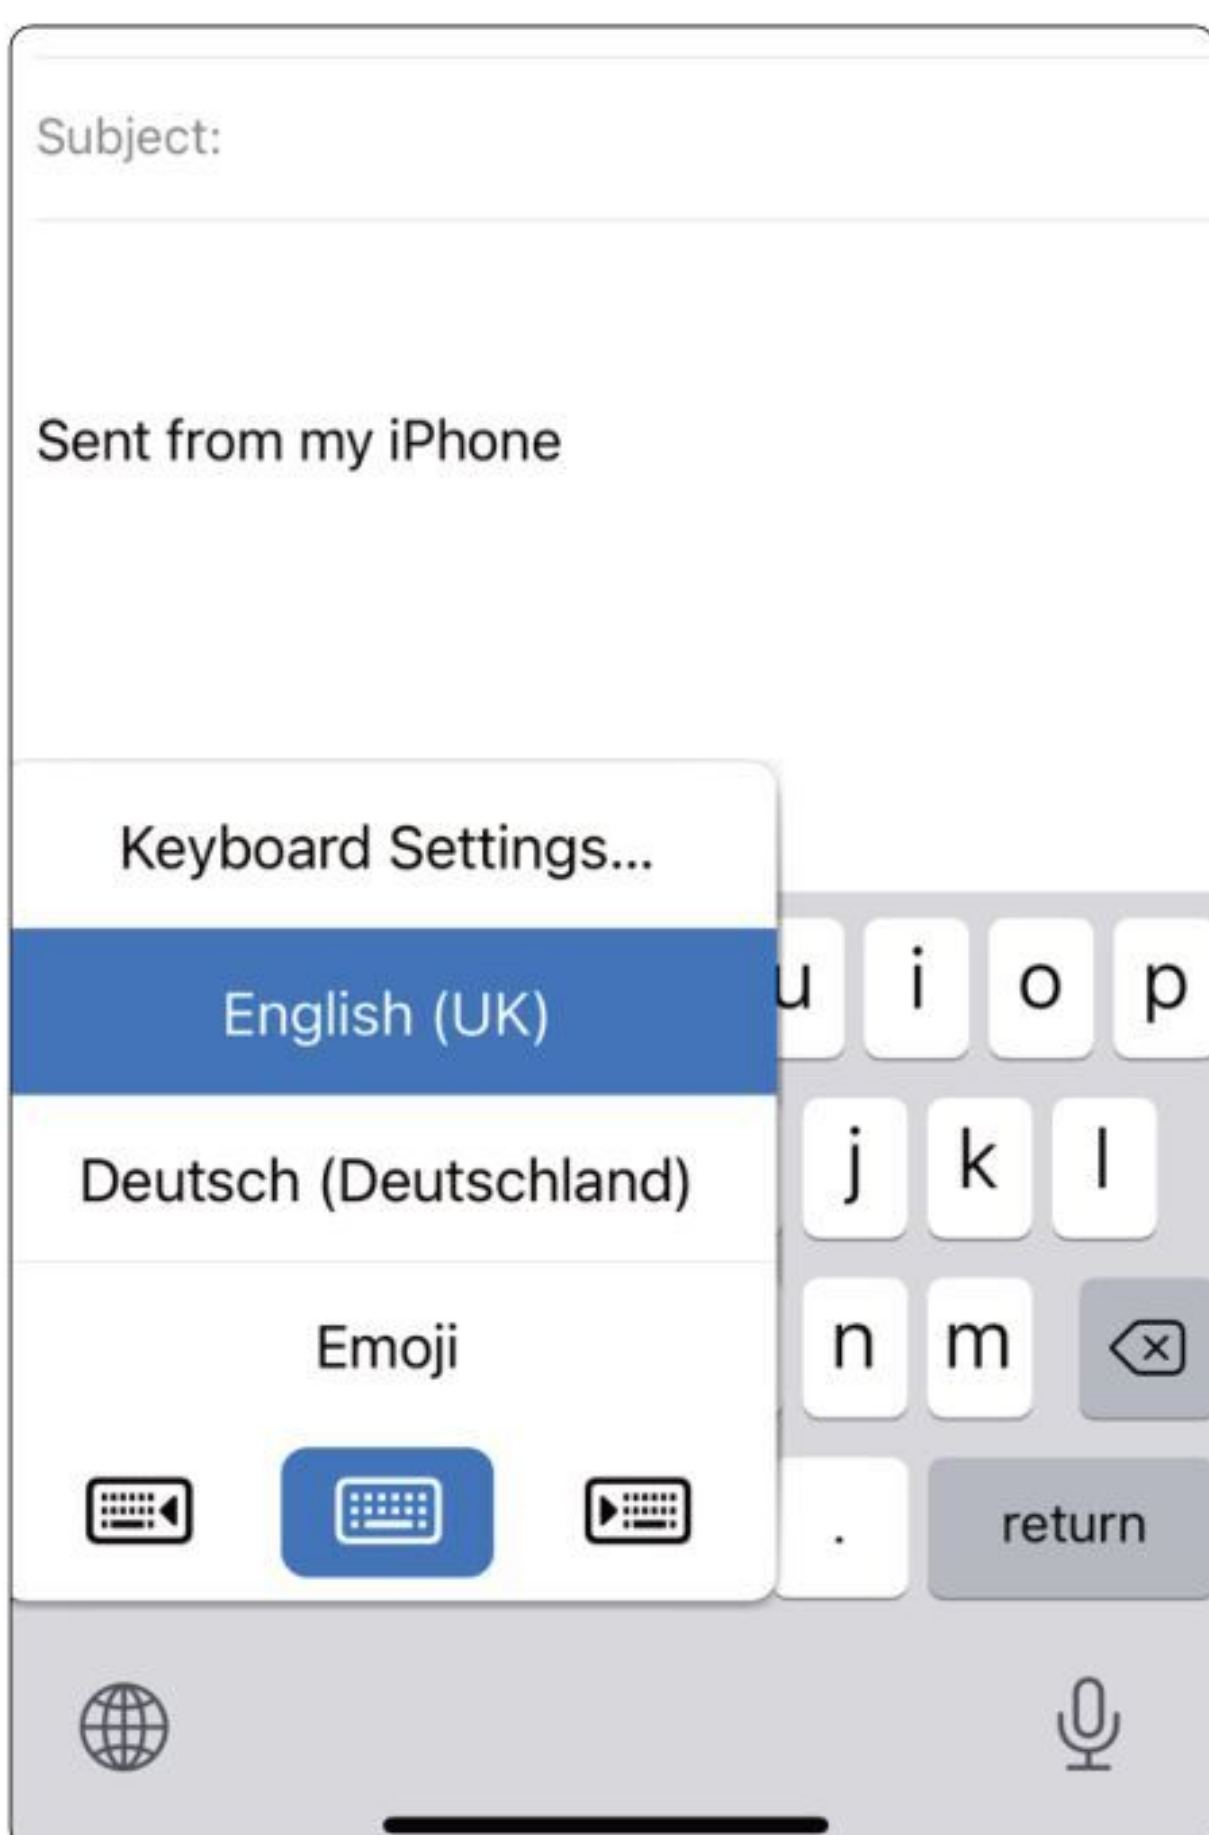 Subject:
Sent from my iPhone
Keyboard Settings...
English (UK)
u i o p
Deutsch (Deutschland)
j k l
Emoji
n m
. return